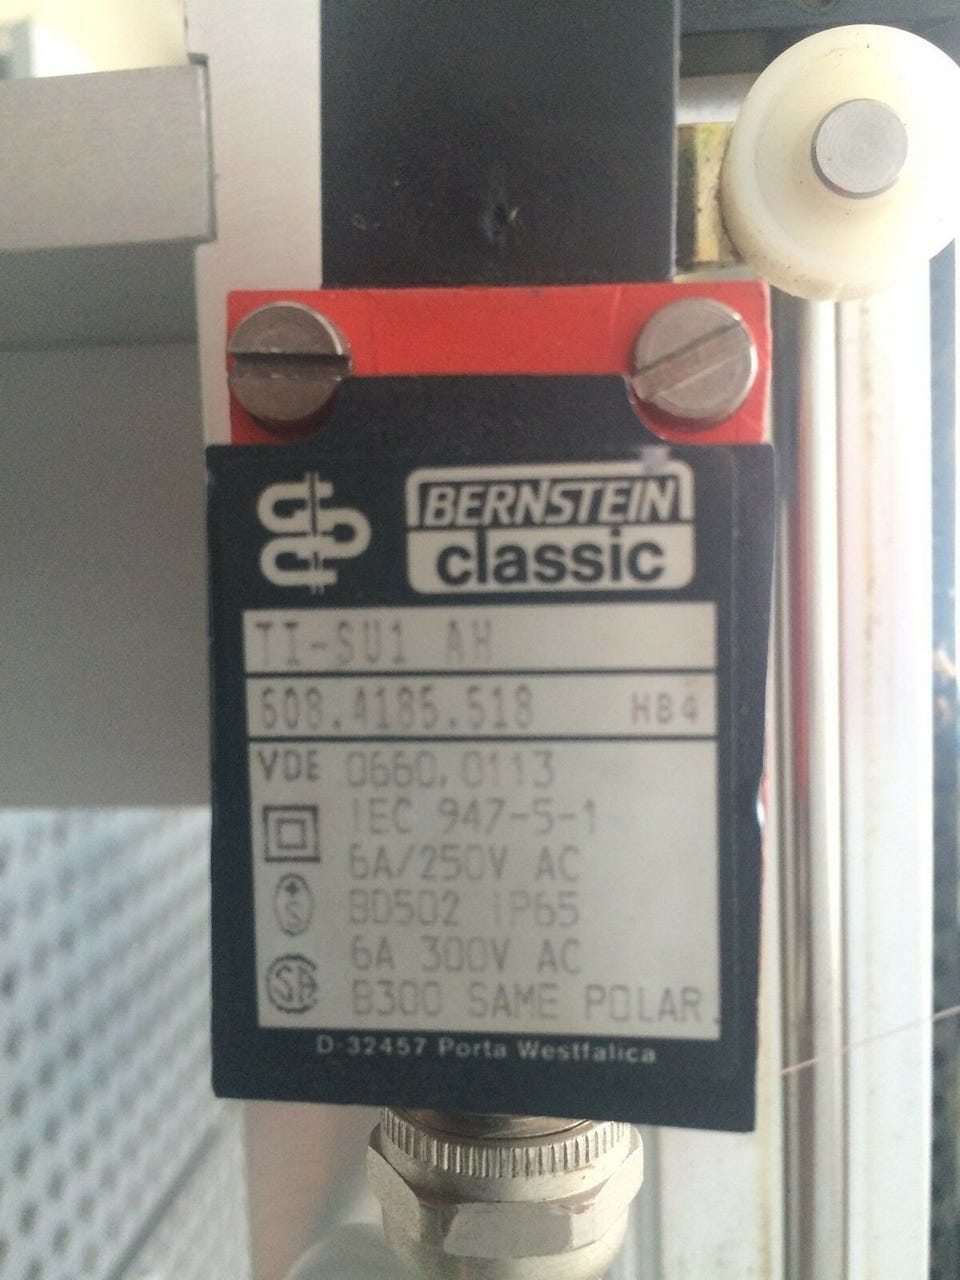 BERNSTEIN
classic
TI-SU1 AH
608.4185.518 HB4
VDE 0660,0113
IEC 947-5-1
6A/250V AC
S BD502 IP65
6A 300V AC
SA B300 SAME POLAR.
D-32457 Porta Westfalica